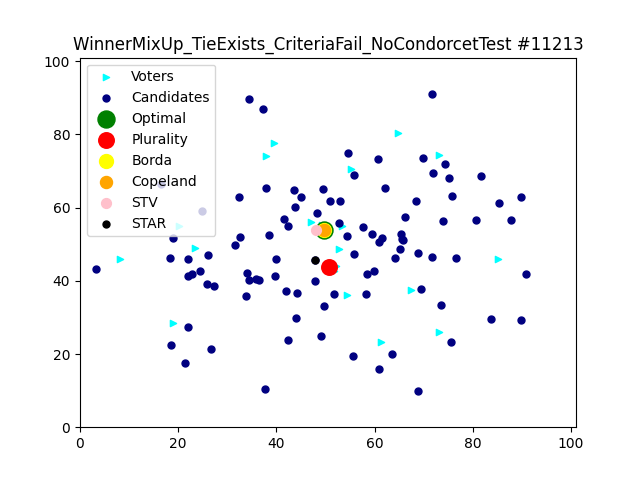 WinnerMixUp_TieExists_CriteriaFail_NoCondorcetTest #11213
100
80
60
40
20
0
Voters
Candidates
Optimal
Plurality
Borda
Copeland
STV
STAR
0 20 40 60 80 100